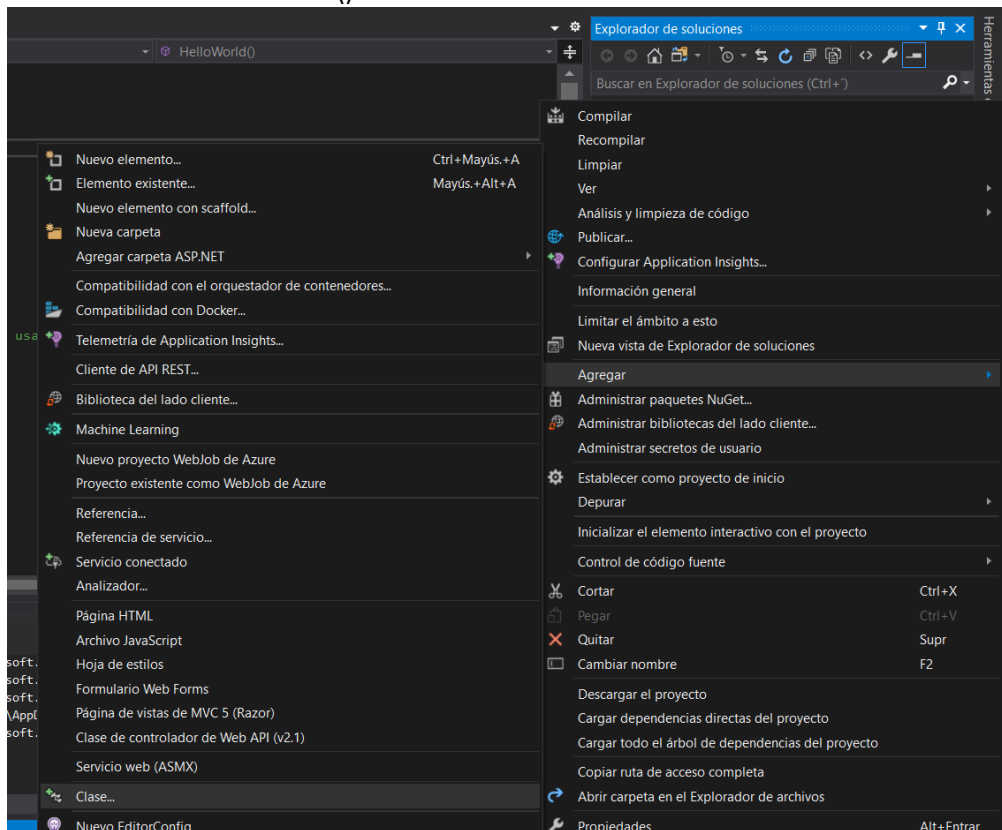 ()
HelloWorld()
Explorador de soluciones
Buscar en Explorador de soluciones (Ctrl+´)
Herramientas
Compilar
Recompilar
Limpiar
Ver
Análisis y limpieza de código
Publicar...
Configurar Application Insights...
Información general
Limitar el ámbito a esto
Nueva vista de Explorador de soluciones
Agregar
Administrar paquetes NuGet...
Administrar bibliotecas del lado cliente...
Administrar secretos de usuario
Establecer como proyecto de inicio
Depurar
Inicializar el elemento interactivo con el proyecto
Control de código fuente
Cortar Ctrl+X
Pegar Ctrl+V
Quitar Supr
Cambiar nombre F2
Descargar el proyecto
Cargar dependencias directas del proyecto
Cargar todo el árbol de dependencias del proyecto
Copiar ruta de acceso completa
Abrir carpeta en el Explorador de archivos
Propiedades Alt+Entrar
Nuevo elemento... Ctrl+Mayús.+A
Elemento existente... Mayús.+Alt+A
Nuevo elemento con scaffold...
Nueva carpeta
Agregar carpeta ASP.NET
Compatibilidad con el orquestador de contenedores...
Compatibilidad con Docker...
Telemetría de Application Insights...
Cliente de API REST...
Biblioteca del lado cliente...
Machine Learning
Nuevo proyecto WebJob de Azure
Proyecto existente como WebJob de Azure
Referencia...
Referencia de servicio...
Servicio conectado
Analizador...
Página HTML
Archivo JavaScript
Hoja de estilos
Formulario Web Forms
Página de vistas de MVC 5 (Razor)
Clase de controlador de Web API (v2.1)
Servicio web (ASMX)
Clase...
Nuevo EditorConfig
usa
soft.
soft.
soft.
\AppD
soft.